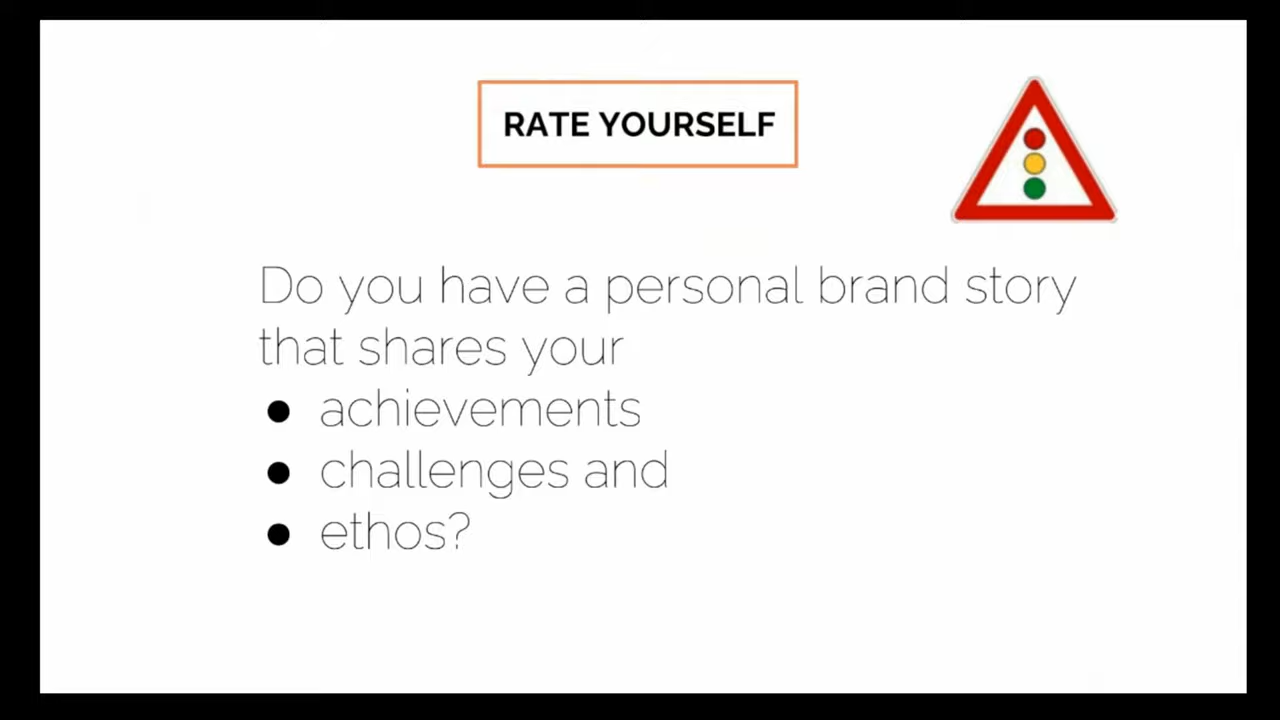 RATE YOURSELF
Do you have a personal brand story
that shares your
● achievements
● challenges and
● ethos?